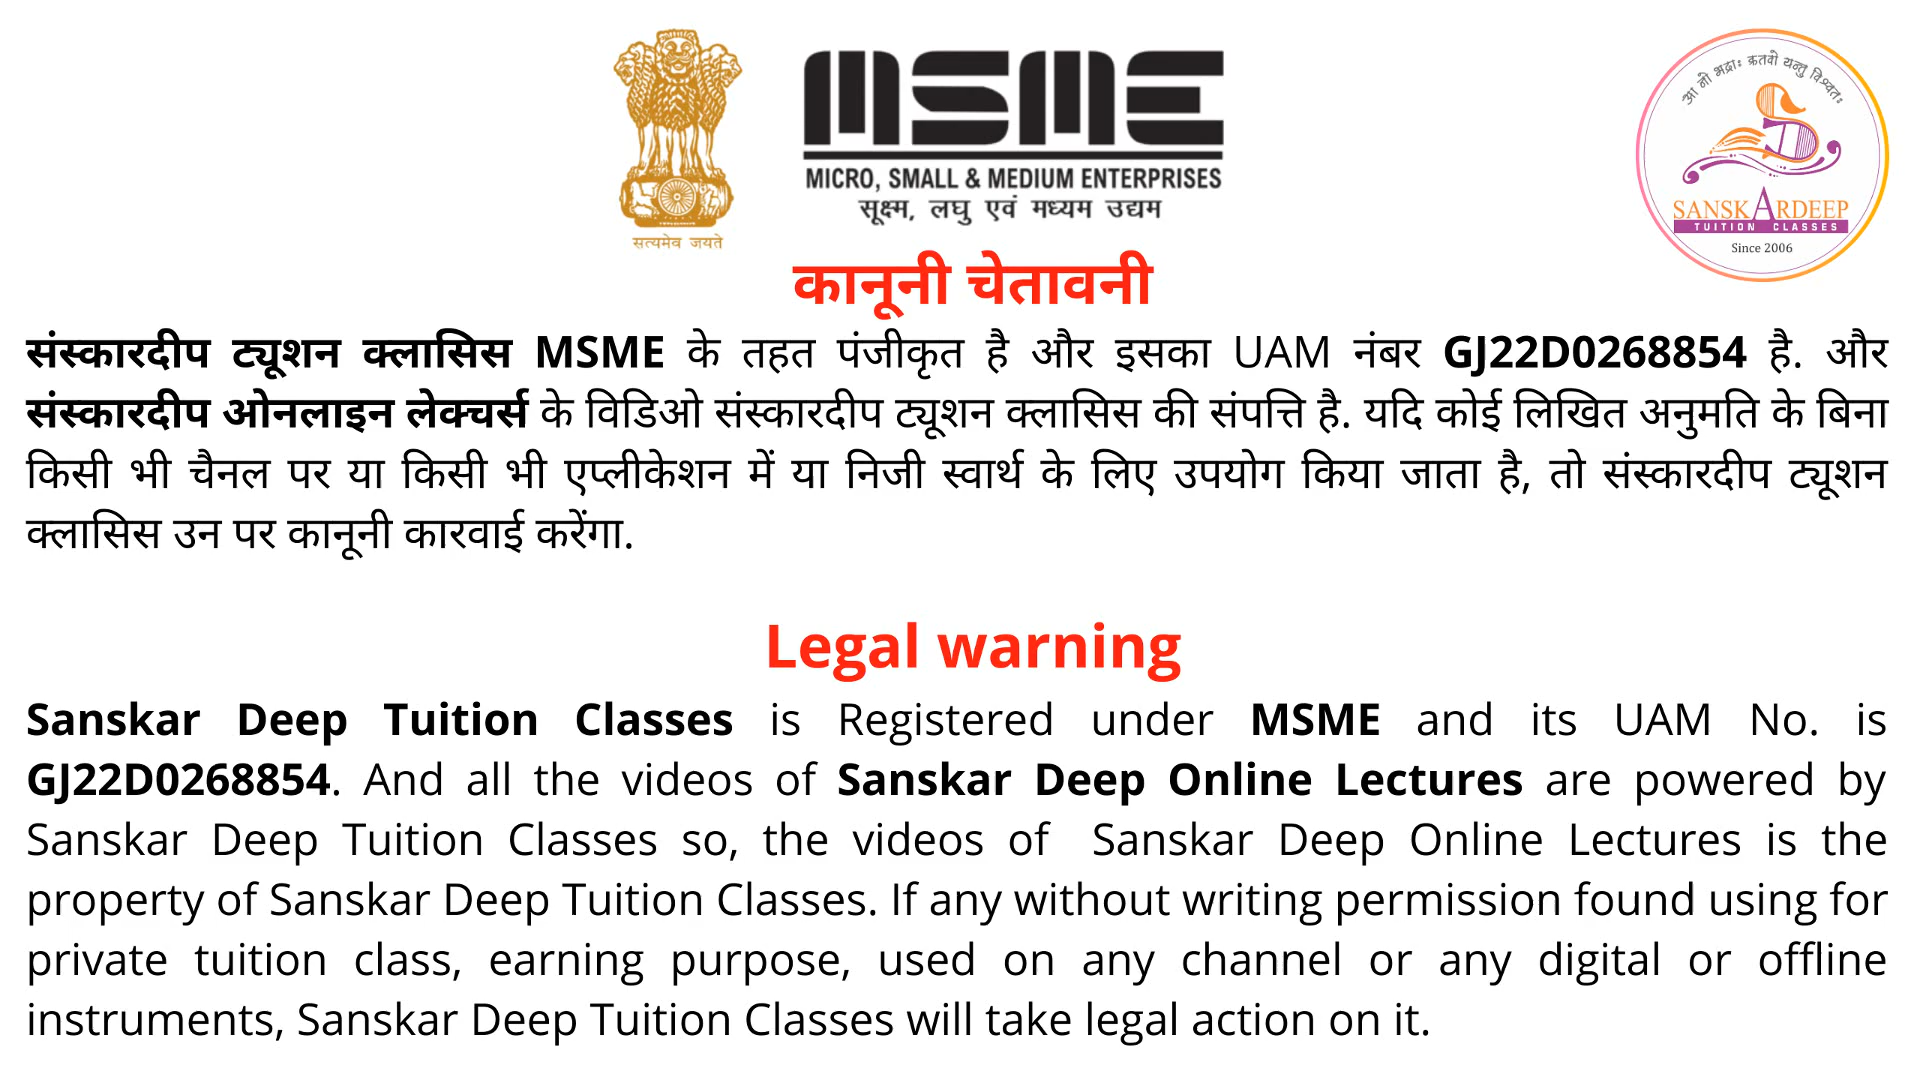 MSME
MICRO, SMALL & MEDIUM ENTERPRISES
सूक्ष्म, लघु एवं मध्यम उद्यम
सत्यमेव जयते
आ नो भद्राः क्रतवो यन्तु विश्वतः
SANSKARDEEP
TUITION CLASSES
Since 2006
कानूनी चेतावनी
संस्कारदीप ट्यूशन क्लासिस MSME के तहत पंजीकृत है और इसका UAM नंबर GJ22D0268854 है. और
संस्कारदीप ओनलाइन लेक्चर्स के विडिओ संस्कारदीप ट्यूशन क्लासिस की संपत्ति है. यदि कोई लिखित अनुमति के बिना
किसी भी चैनल पर या किसी भी एप्लीकेशन में या निजी स्वार्थ के लिए उपयोग किया जाता है, तो संस्कारदीप ट्यूशन
क्लासिस उन पर कानूनी कारवाई करेंगा.
Legal warning
Sanskar Deep Tuition Classes is Registered under MSME and its UAM No. is
GJ22D0268854. And all the videos of Sanskar Deep Online Lectures are powered by
Sanskar Deep Tuition Classes so, the videos of Sanskar Deep Online Lectures is the
property of Sanskar Deep Tuition Classes. If any without writing permission found using for
private tuition class, earning purpose, used on any channel or any digital or offline
instruments, Sanskar Deep Tuition Classes will take legal action on it.